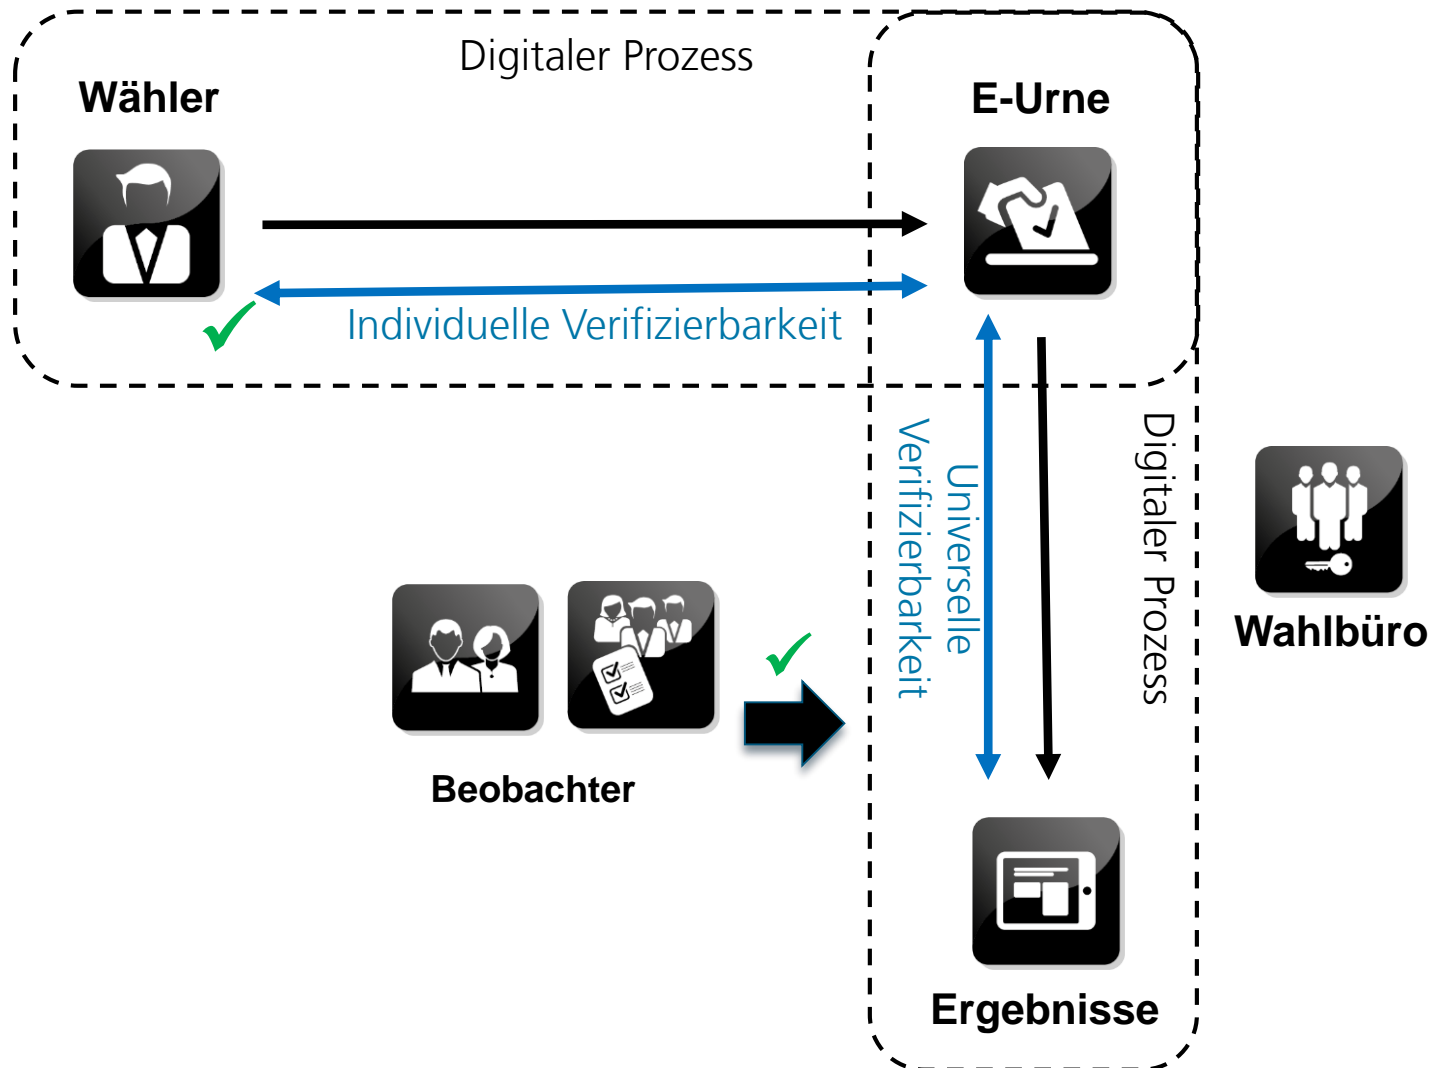 Digitaler Prozess
Wähler
E-Urne
Individuelle Verifizierbarkeit
Universelle
Verifizierbarkeit
Digitaler Prozess
Wahlbüro
Beobachter
Ergebnisse